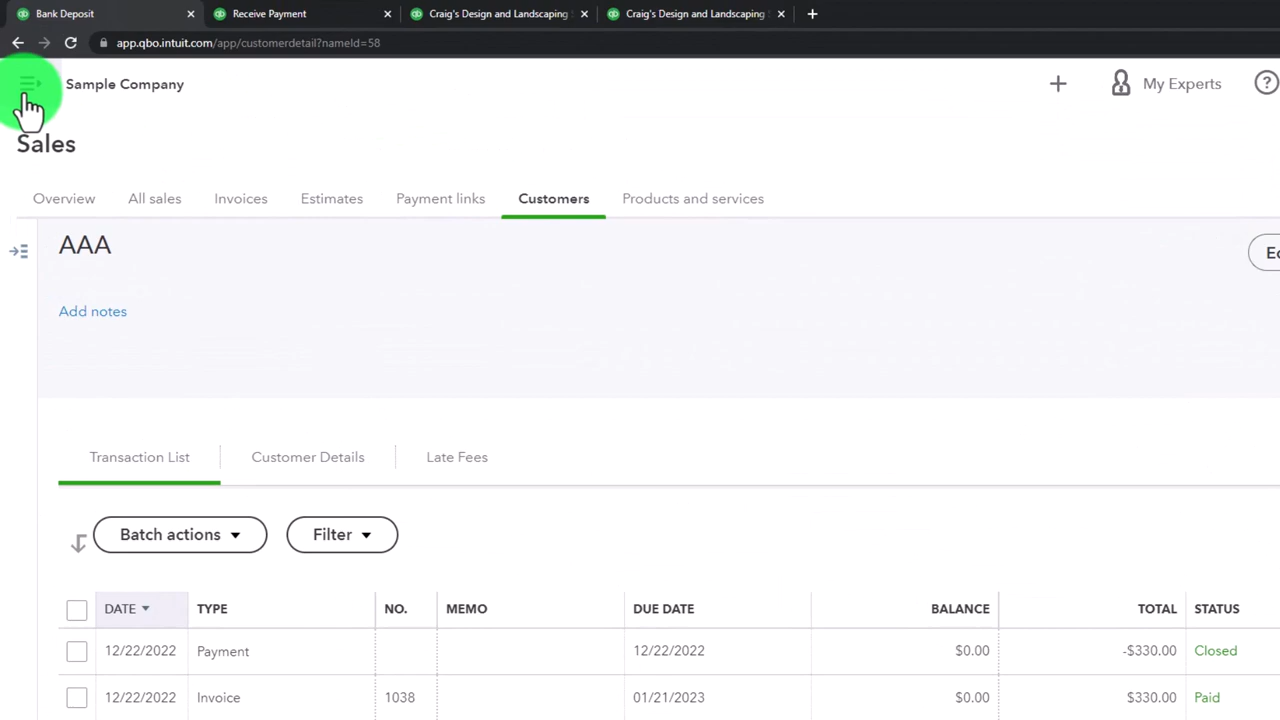 Bank Deposit
Receive Payment
Craig's Design and Landscaping
Craig's Design and Landscaping
app.qbo.intuit.com/app/customerdetail?nameId=58
Sample Company
My Experts
Sales
Overview
All sales
Invoices
Estimates
Payment links
Customers
Products and services
AAA
Add notes
Transaction List
Customer Details
Late Fees
Batch actions
Filter
DATE TYPE NO. MEMO DUE DATE BALANCE TOTAL STATUS
12/22/2022 Payment 12/22/2022 $0.00 -$330.00 Closed
12/22/2022 Invoice 1038 01/21/2023 $0.00 $330.00 Paid